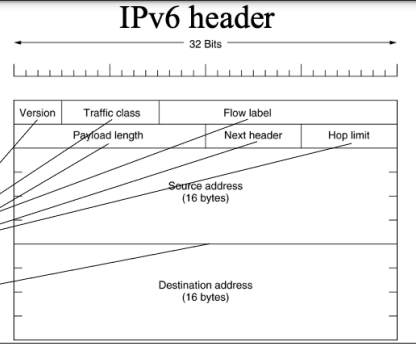 IPv6 header
32 Bits
Version Traffic class Flow label
Payload length Next header Hop limit
Source address
(16 bytes)
Destination address
(16 bytes)